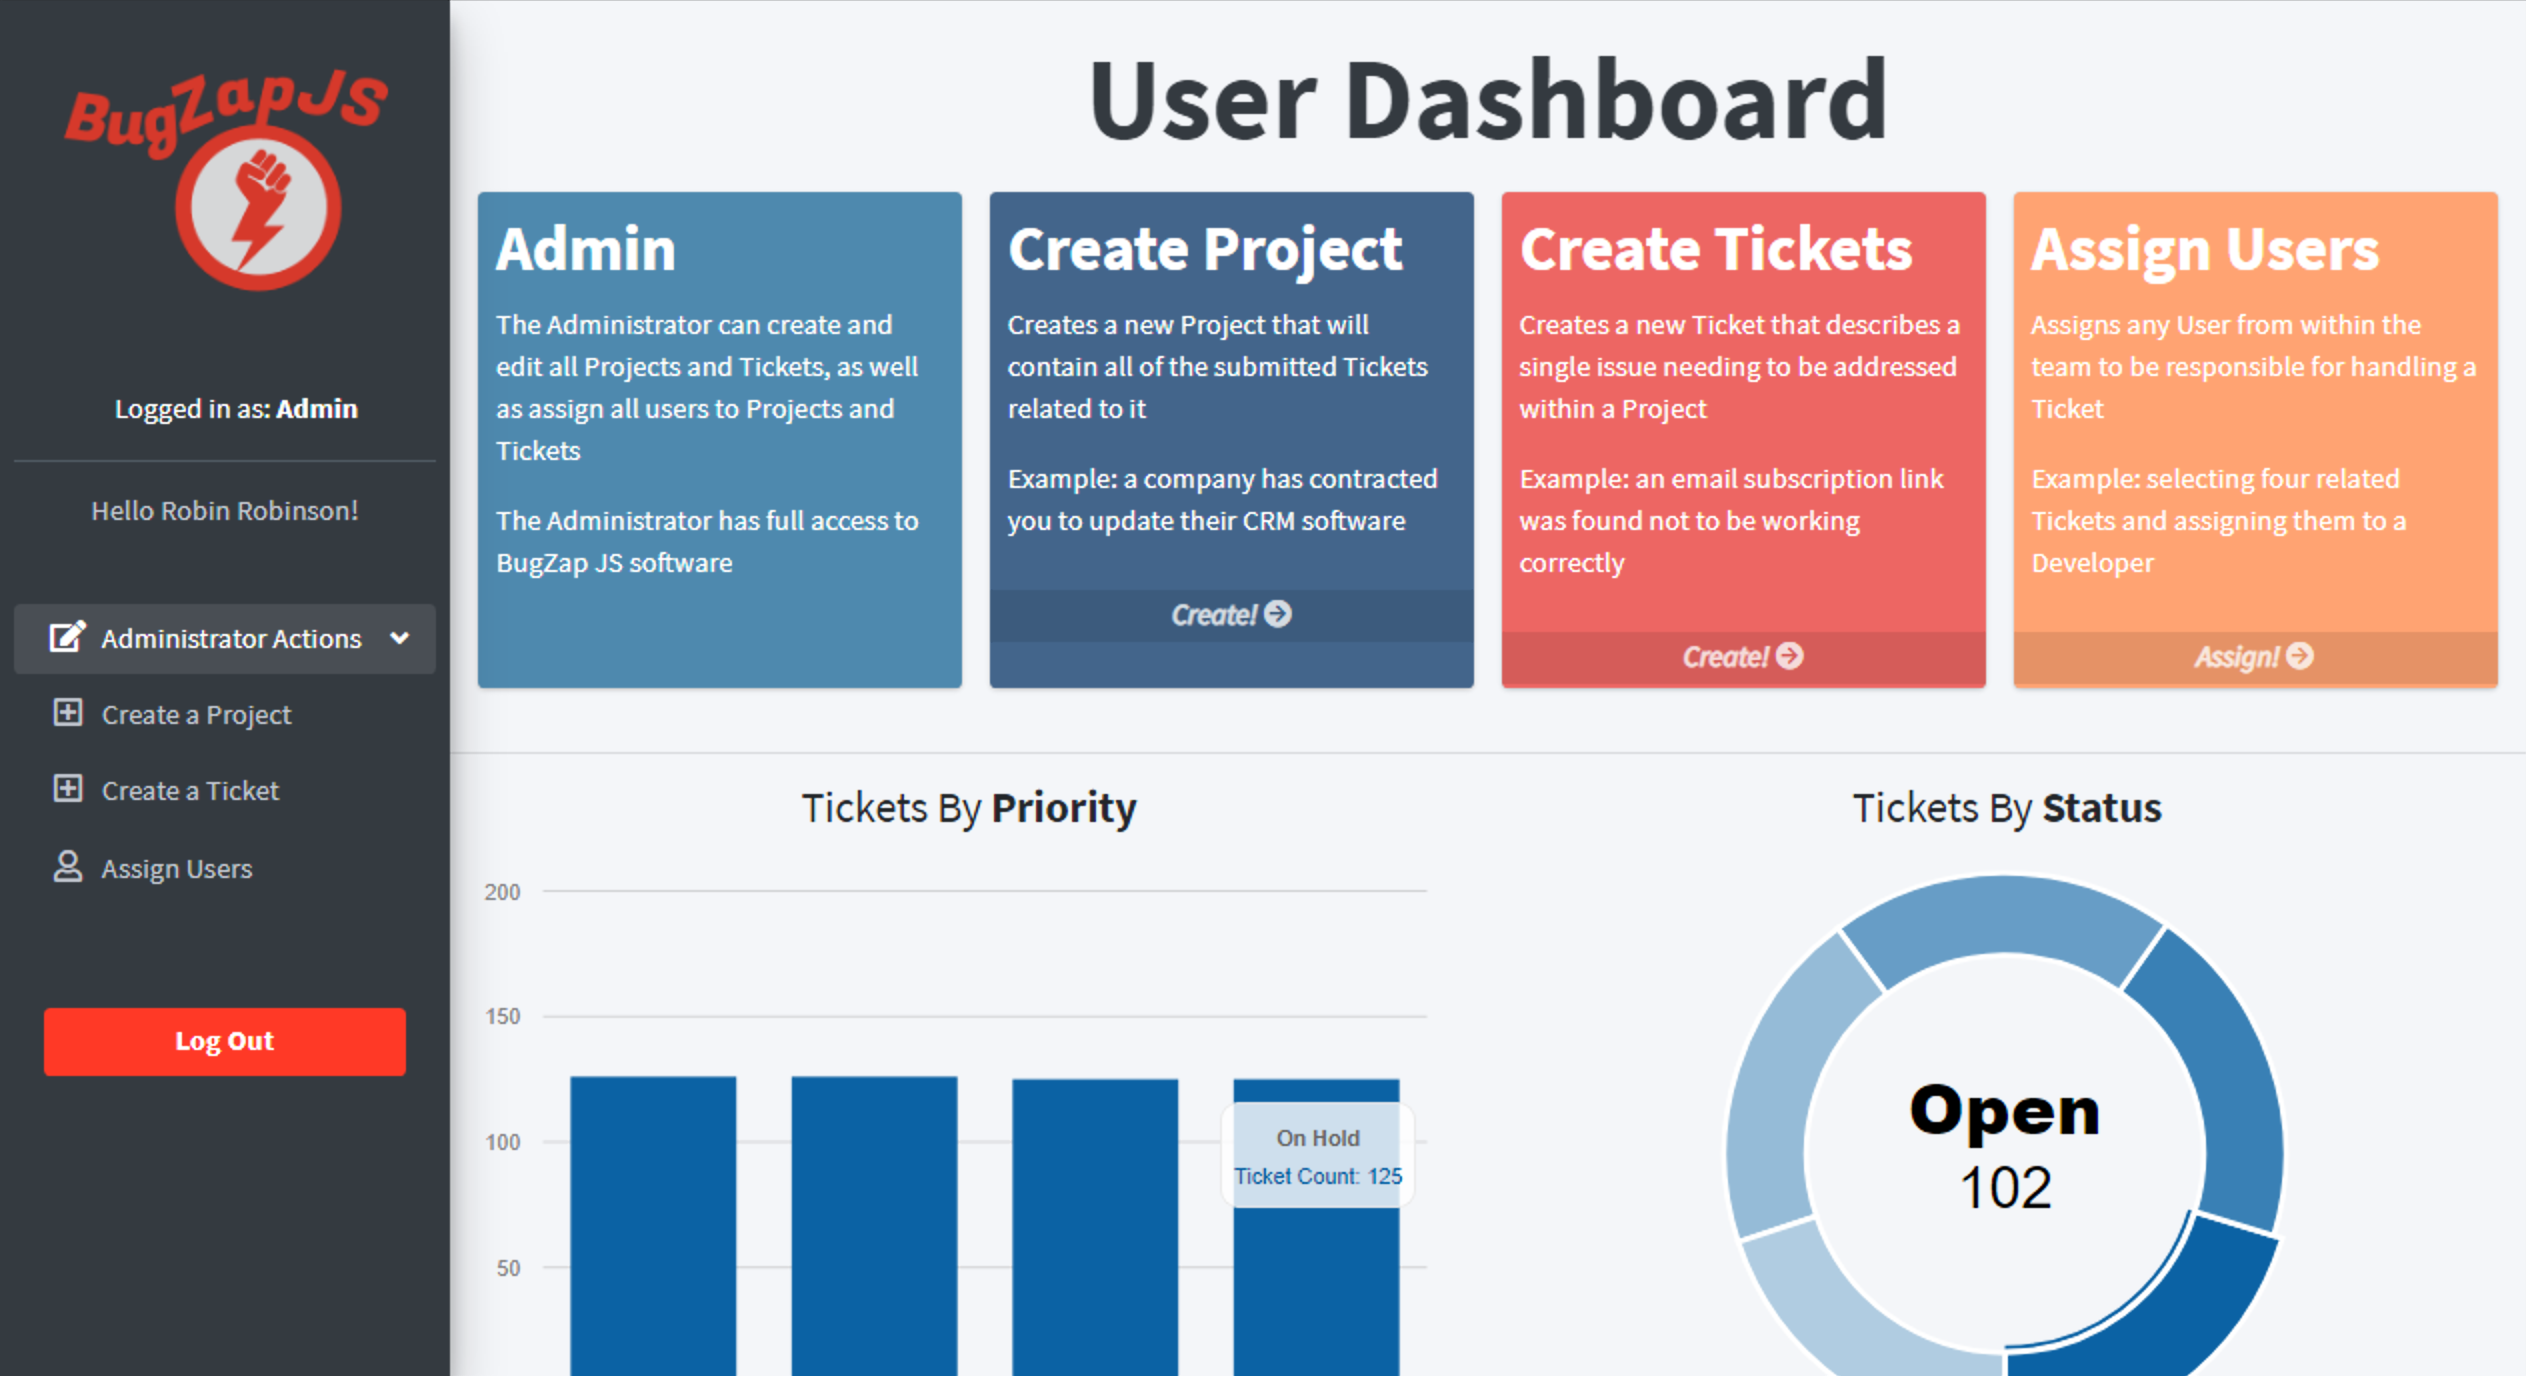 BugZapJS
Logged in as: Admin
Hello Robin Robinson!
Administrator Actions
Create a Project
Create a Ticket
Assign Users
Log Out
User Dashboard
Admin
The Administrator can create and
edit all Projects and Tickets, as well
as assign all users to Projects and
Tickets
The Administrator has full access to
BugZap JS software
Create Project
Creates a new Project that will
contain all of the submitted Tickets
related to it
Example: a company has contracted
you to update their CRM software
Create!
Create Tickets
Creates a new Ticket that describes a
single issue needing to be addressed
within a Project
Example: an email subscription link
was found not to be working
correctly
Create!
Assign Users
Assigns any User from within the
team to be responsible for handling a
Ticket
Example: selecting four related
Tickets and assigning them to a
Developer
Assign!
Tickets By Priority
200
150
100
50
On Hold
Ticket Count: 125
Tickets By Status
Open
102